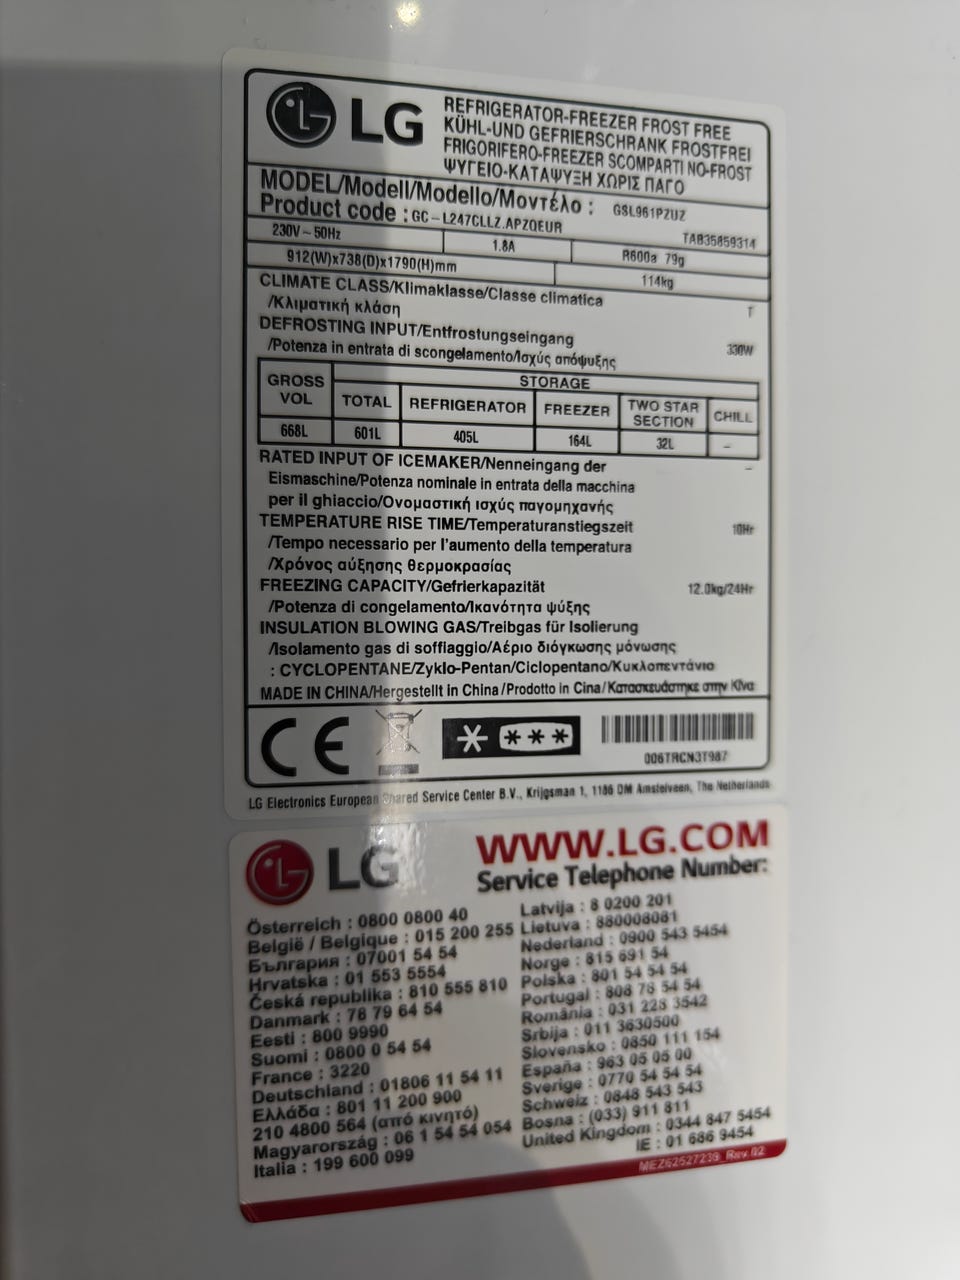 LG
REFRIGERATOR-FREEZER FROST FREE
KÜHL-UND GEFRIERSCHRANK FROSTFREI
FRIGORIFERO-FREEZER SCOMPARTI NO-FROST
ΨΥΓΕΙΟ-ΚΑΤΑΨΥΞΗ ΧΩΡΙΣ ΠΑΓΟ
MODEL/Modell/Modello/Μοντέλο : GSL961PZUZ
Product code : GC-L247CLLZ.APZQEUR TAB35859314
230V~50Hz 1.8A R600a 79g
912(W)x738(D)x1790(H)mm 114kg
CLIMATE CLASS/Klimaklasse/Classe climatica
/Κλιματική κλάση T
DEFROSTING INPUT/Entfrostungseingang
/Potenza in entrata di scongelamento/Ισχύς απόψυξης 330W
GROSS VOL STORAGE
TOTAL REFRIGERATOR FREEZER TWO STAR SECTION CHILL
668L 601L 405L 164L 32L –
RATED INPUT OF ICEMAKER/Nenneingang der –
Eismaschine/Potenza nominale in entrata della macchina
per il ghiaccio/Ονομαστική ισχύς παγομηχανής
TEMPERATURE RISE TIME/Temperaturanstiegszeit 10Hr
/Tempo necessario per l'aumento della temperatura
/Χρόνος αύξησης θερμοκρασίας
FREEZING CAPACITY/Gefrierkapazität 12.0kg/24Hr
/Potenza di congelamento/Ικανότητα ψύξης
INSULATION BLOWING GAS/Treibgas für Isolierung
/Isolamento gas di soffiaggio/Αέριο διόγκωσης μόνωσης
: CYCLOPENTANE/Zyklo-Pentan/Ciclopentano/Κυκλοπεντάνιο
MADE IN CHINA/Hergestellt in China/Prodotto in Cina/Κατασκευάστηκε στην Κίνα
CE
006TRCN3T987
LG Electronics European Shared Service Center B.V., Krijgsman 1, 1186 DM Amstelveen, The Netherlands
LG
WWW.LG.COM
Service Telephone Number:
Österreich : 0800 0800 40
België / Belgique : 015 200 255
България : 07001 54 54
Hrvatska : 01 553 5554
Česká republika : 810 555 810
Danmark : 78 79 64 54
Eesti : 800 9990
Suomi : 0800 0 54 54
France : 3220
Deutschland : 01806 11 54 11
Ελλάδα : 801 11 200 900
210 4800 564 (από κινητό)
Magyarország : 06 1 54 54 054
Italia : 199 600 099
Latvija : 8 0200 201
Lietuva : 880008081
Nederland : 0900 543 5454
Norge : 815 691 54
Polska : 801 54 54 54
Portugal : 808 78 54 54
România : 031 228 3542
Srbija : 011 3630500
Slovensko : 0850 111 154
España : 963 05 05 00
Sverige : 0770 54 54 54
Schweiz : 0848 543 543
Bosna : (033) 911 811
United Kingdom : 0344 847 5454
IE : 01 686 9454
MEZ62527239_Rev.02